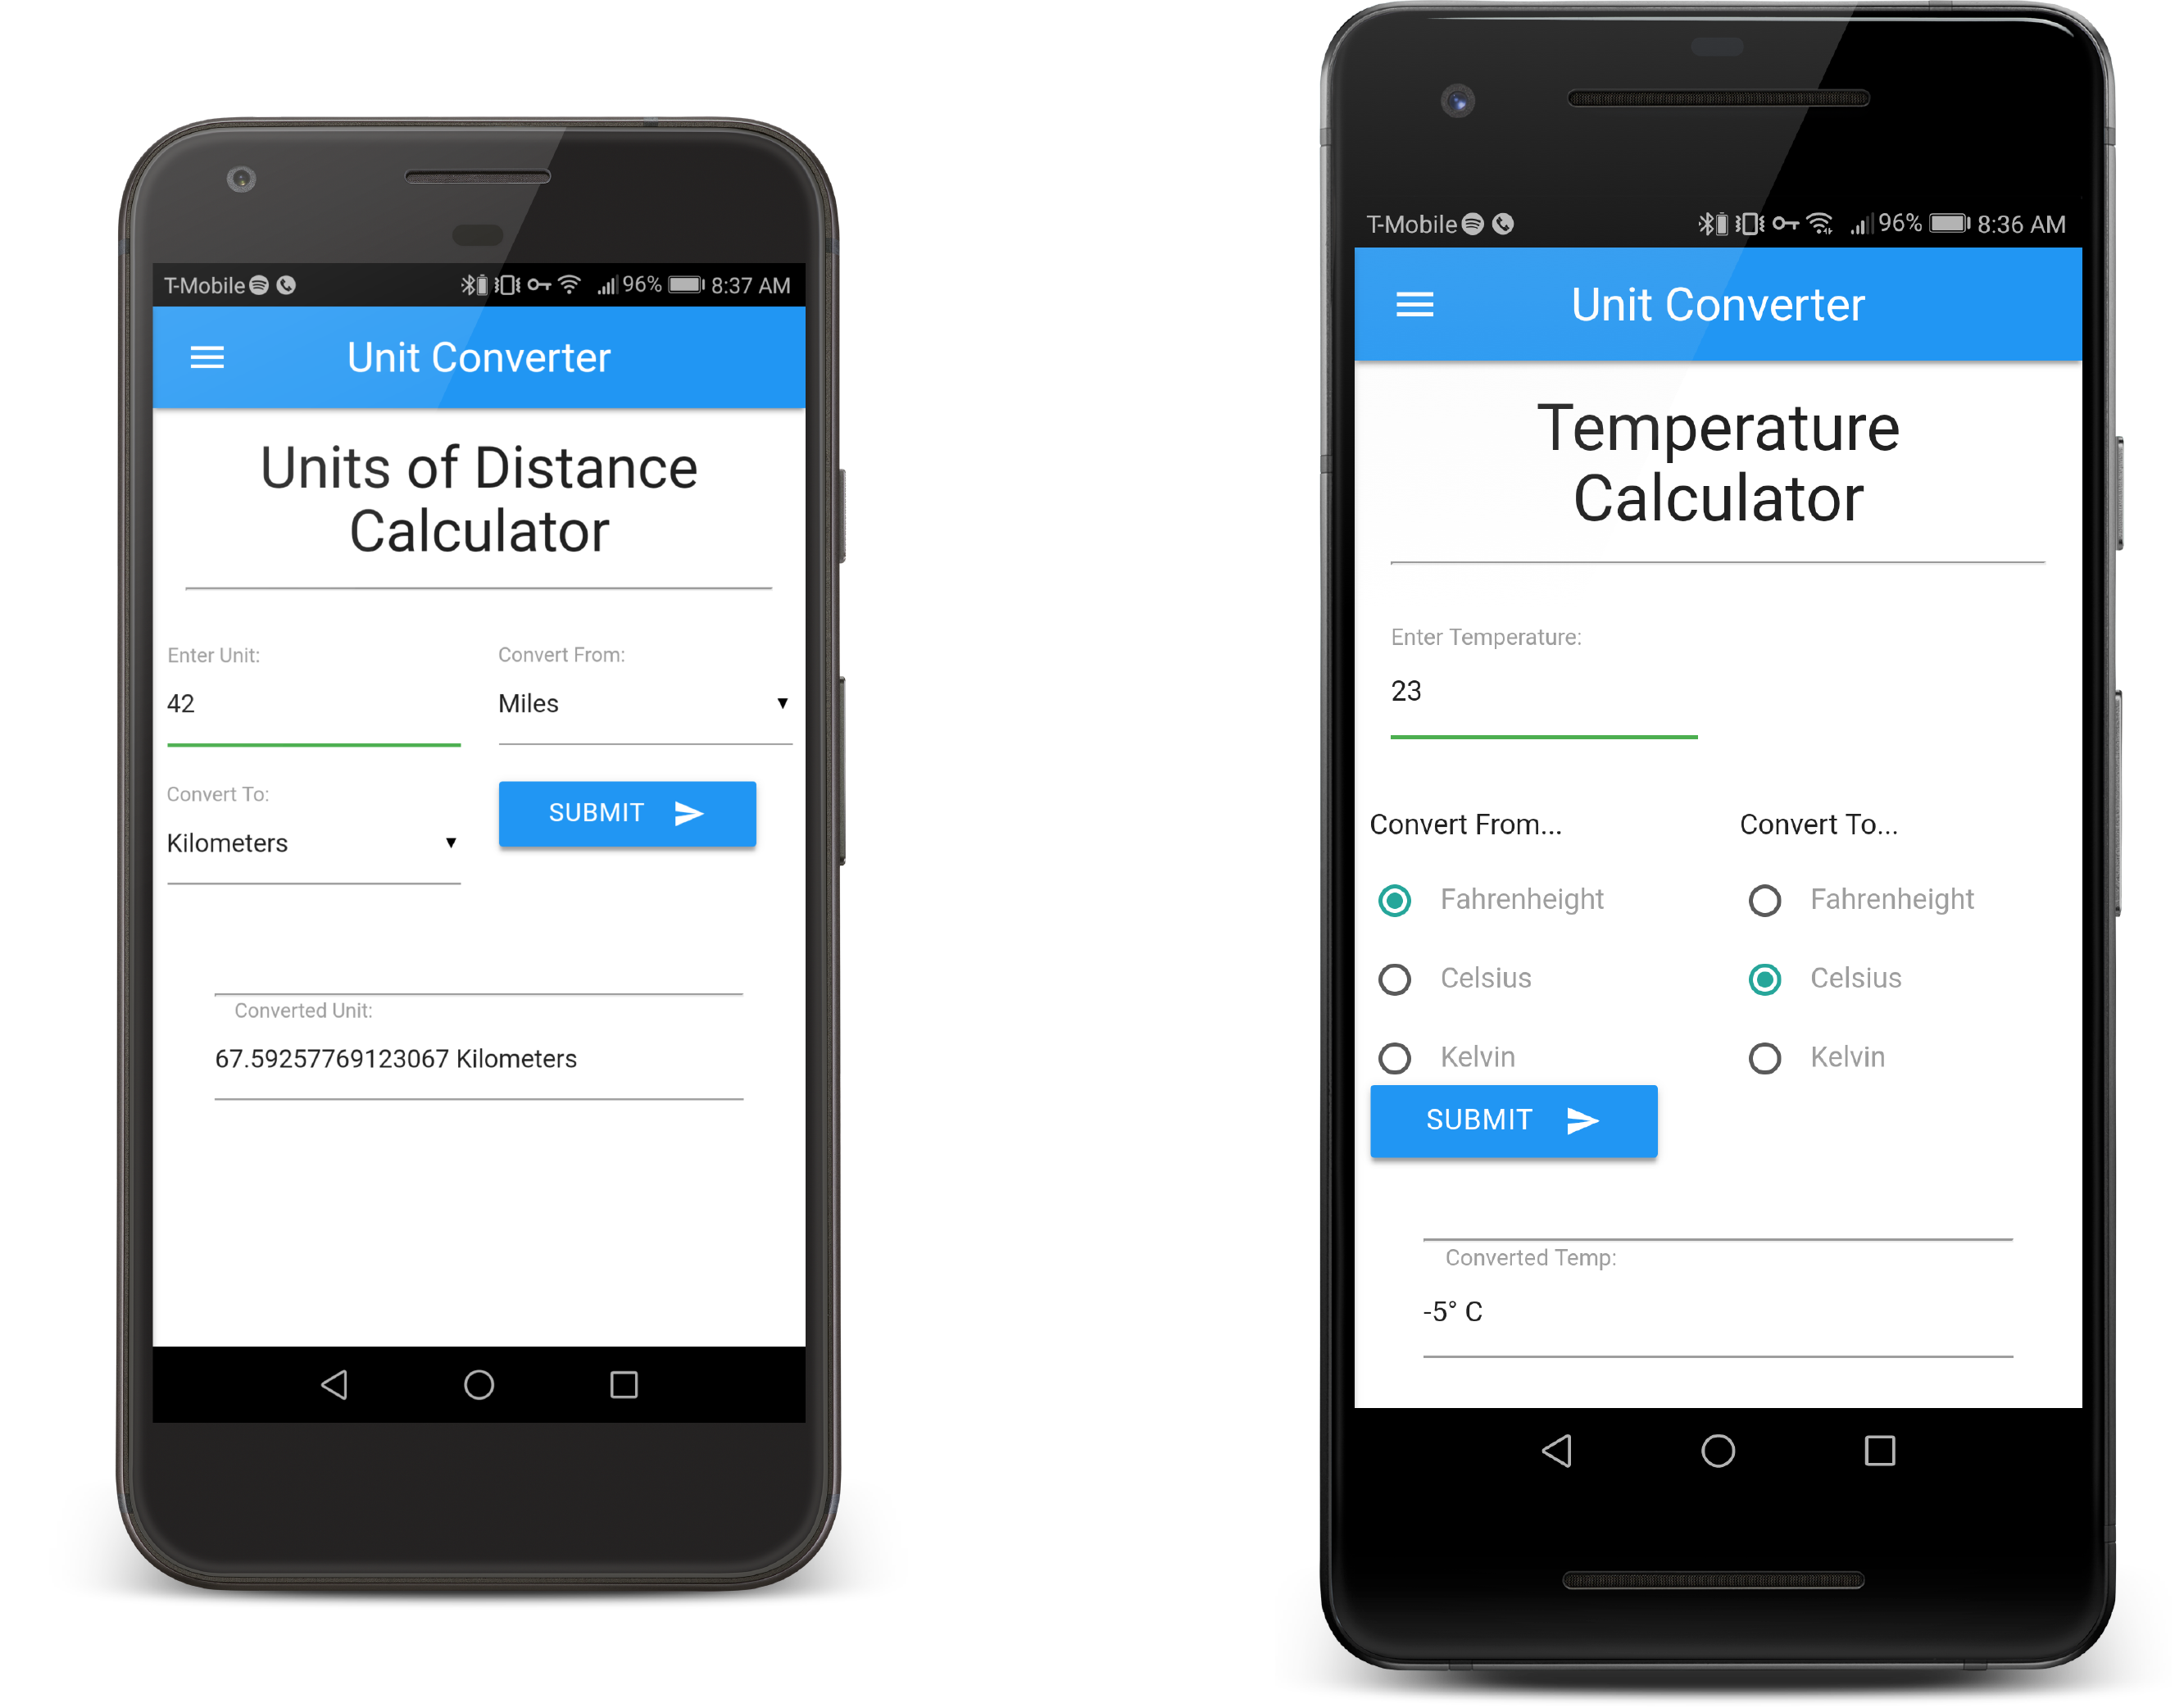 T-Mobile 96% 8:37 AM
Unit Converter
Units of Distance
Calculator
Enter Unit: Convert From:
42 Miles
Convert To: SUBMIT
Kilometers
Converted Unit:
67.59257769123067 Kilometers
T-Mobile 96% 8:36 AM
Unit Converter
Temperature
Calculator
Enter Temperature:
23
Convert From... Convert To...
Fahrenheight Fahrenheight
Celsius Celsius
Kelvin Kelvin
SUBMIT
Converted Temp:
-5° C